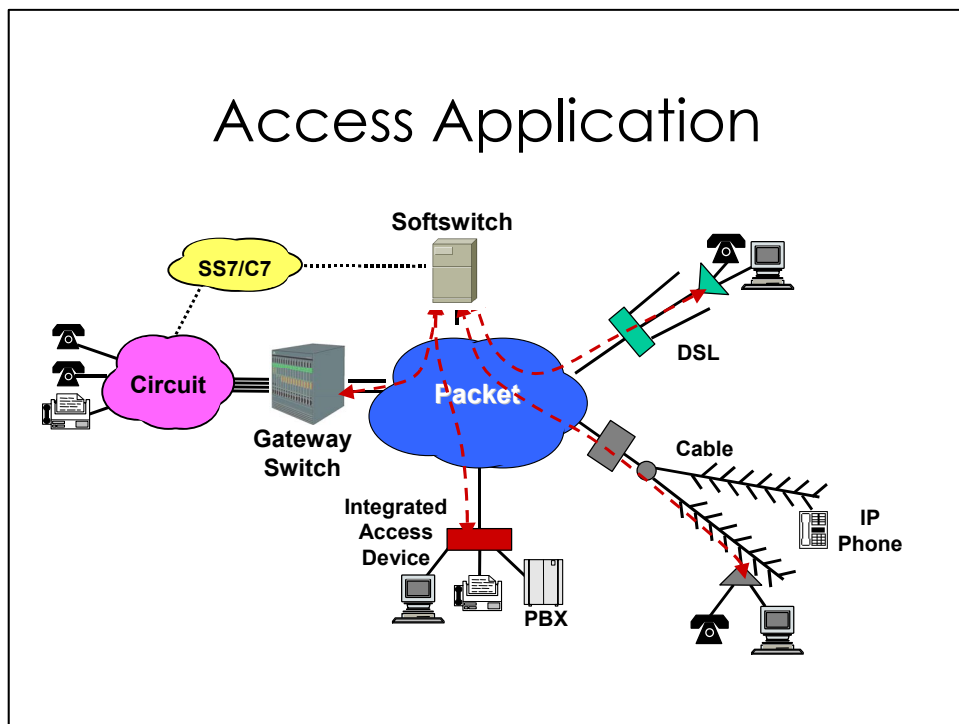 Access Application
Softswitch
SS7/C7
DSL
Circuit
Packet
Gateway
Switch
Cable
IP
Phone
Integrated
Access
Device
PBX